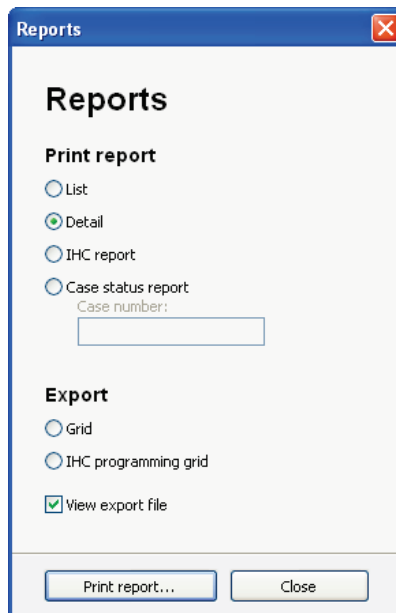 Reports
Reports
Print report
List
Detail
IHC report
Case status report
Case number:
Export
Grid
IHC programming grid
View export file
Print report...
Close